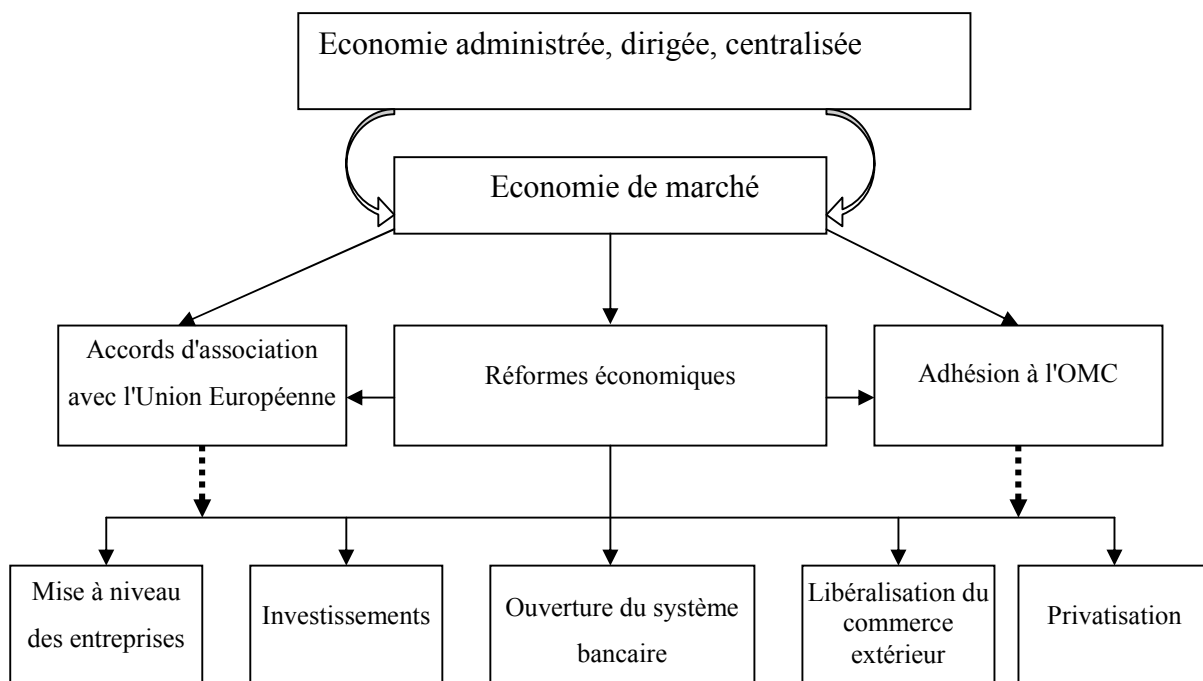 Economie administrée, dirigée, centralisée
Economie de marché
Accords d'association
avec l'Union Européenne
Réformes économiques
Adhésion à l'OMC
Mise à niveau
des entreprises
Investissements
Ouverture du système
bancaire
Libéralisation du
commerce
extérieur
Privatisation